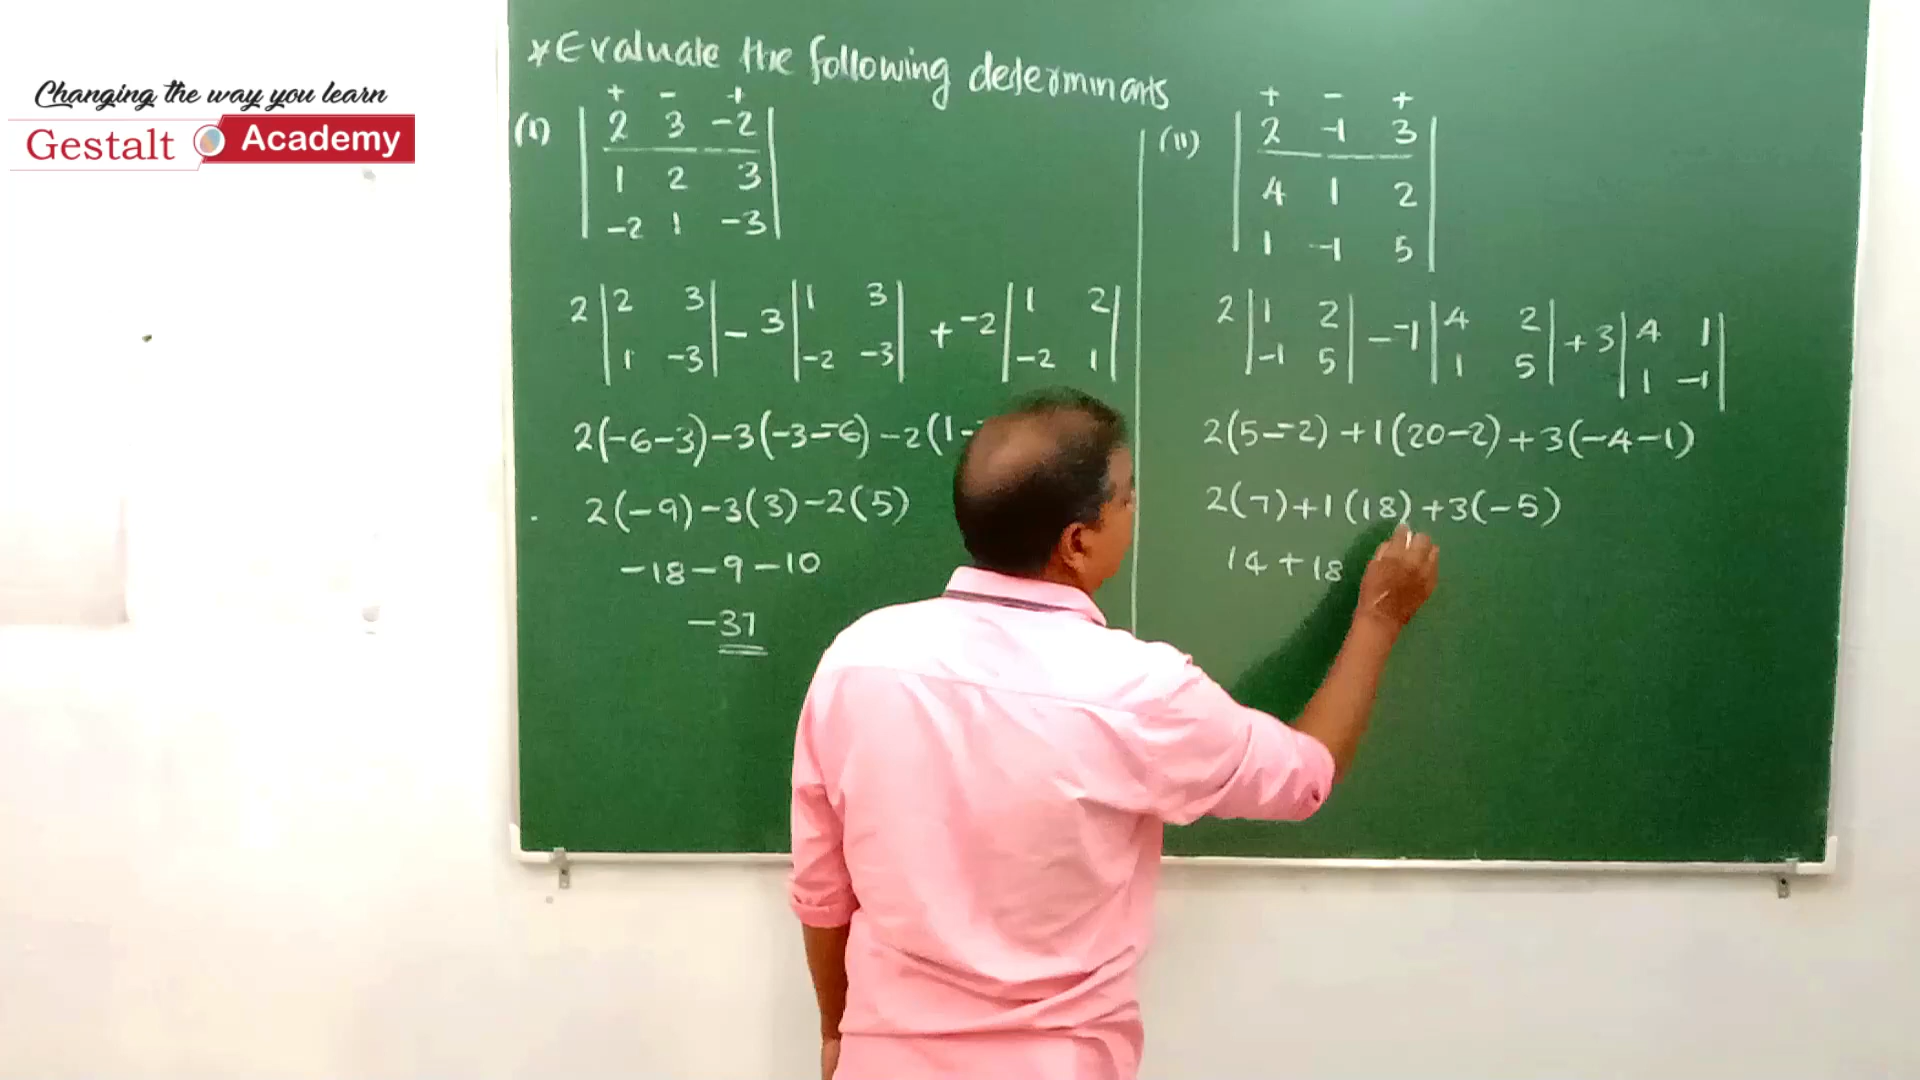 Changing the way you learn
Gestalt Academy
* Evaluate the following determinants
(I)
+ - +
2 3 -2
1 2 3
-2 1 -3
2 |2 3| - 3 |1 3| + -2 |1 2|
|1 -3| |-2 -3| |-2 1|
2(-6-3)-3(-3--6)-2(1-
2(-9)-3(3)-2(5)
-18-9-10
-37
(II)
+ - +
2 -1 3
4 1 2
1 -1 5
2 |1 2| - -1 |4 2| + 3 |4 1|
|-1 5| |1 5| |1 -1|
2(5--2)+1(20-2)+3(-4-1)
2(7)+1(18)+3(-5)
14+18